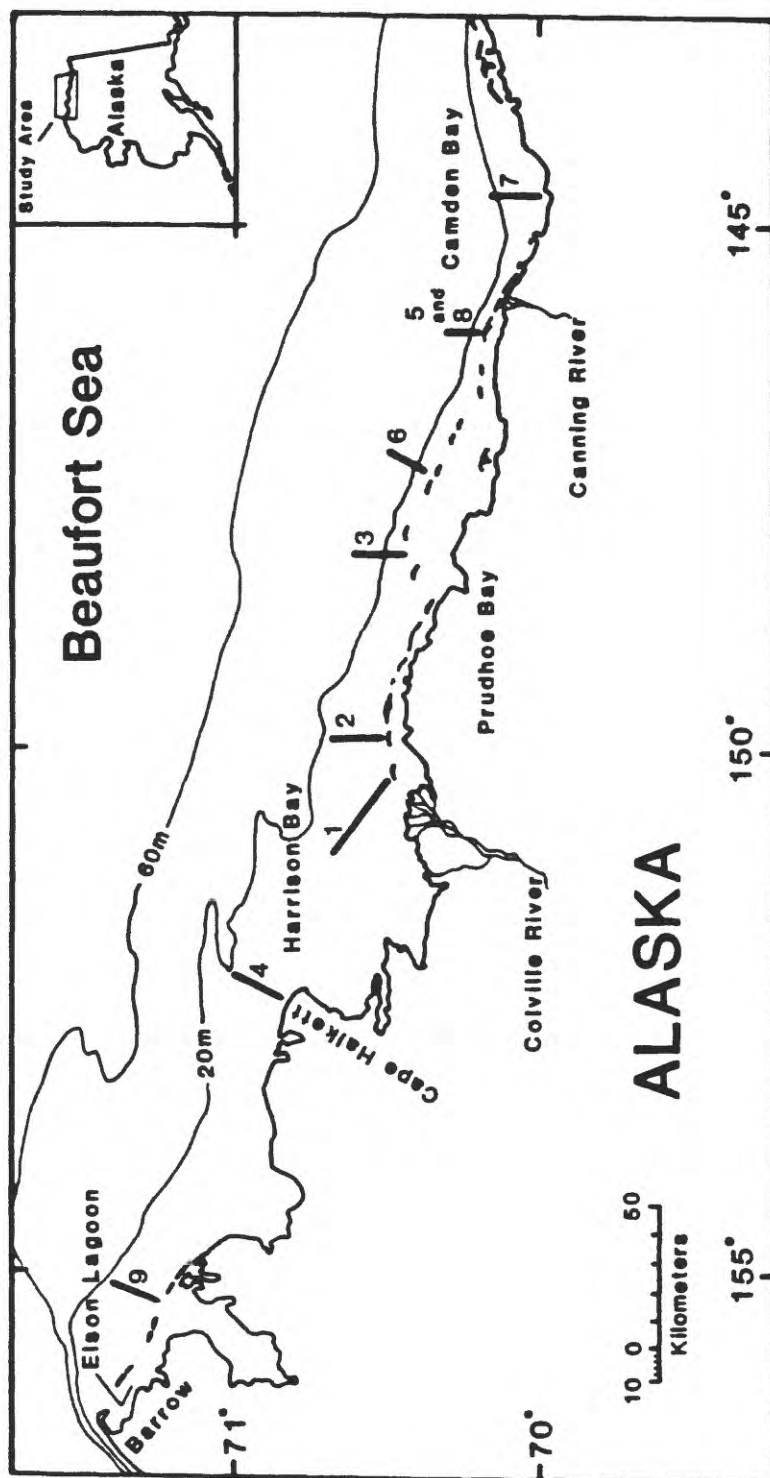 Study Area
Alaska
Beaufort Sea
60m
20m
Elson Lagoon
Barrow
9
4
Cape Halkett
Harrison Bay
1
2
3
6
5
and
8
Camden Bay
7
Colville River
Prudhoe Bay
Canning River
ALASKA
71°
70°
10 0 50
Kilometers
155°
150°
145°